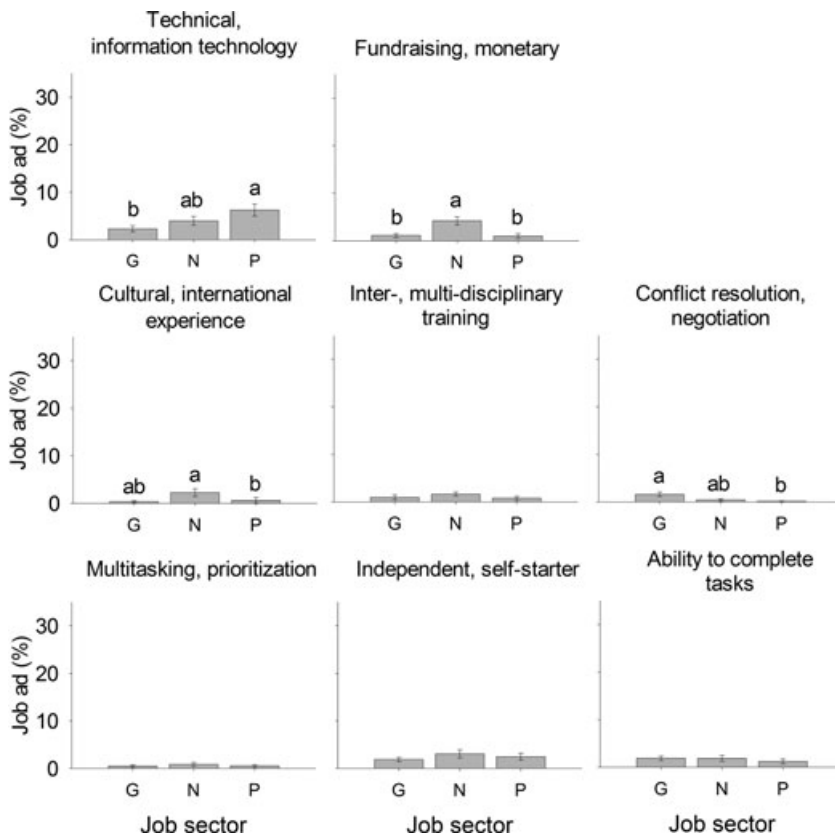 Technical,
information technology
Fundraising, monetary
Job ad (%)
30
20
10
0
b
ab
a
G
N
P
b
a
b
G
N
P
Cultural, international
experience
Inter-, multi-disciplinary
training
Conflict resolution,
negotiation
Job ad (%)
30
20
10
0
ab
a
b
G
N
P
G
N
P
a
ab
b
G
N
P
Multitasking, prioritization
Independent, self-starter
Ability to complete
tasks
Job ad (%)
30
20
10
0
G
N
P
G
N
P
G
N
P
Job sector
Job sector
Job sector